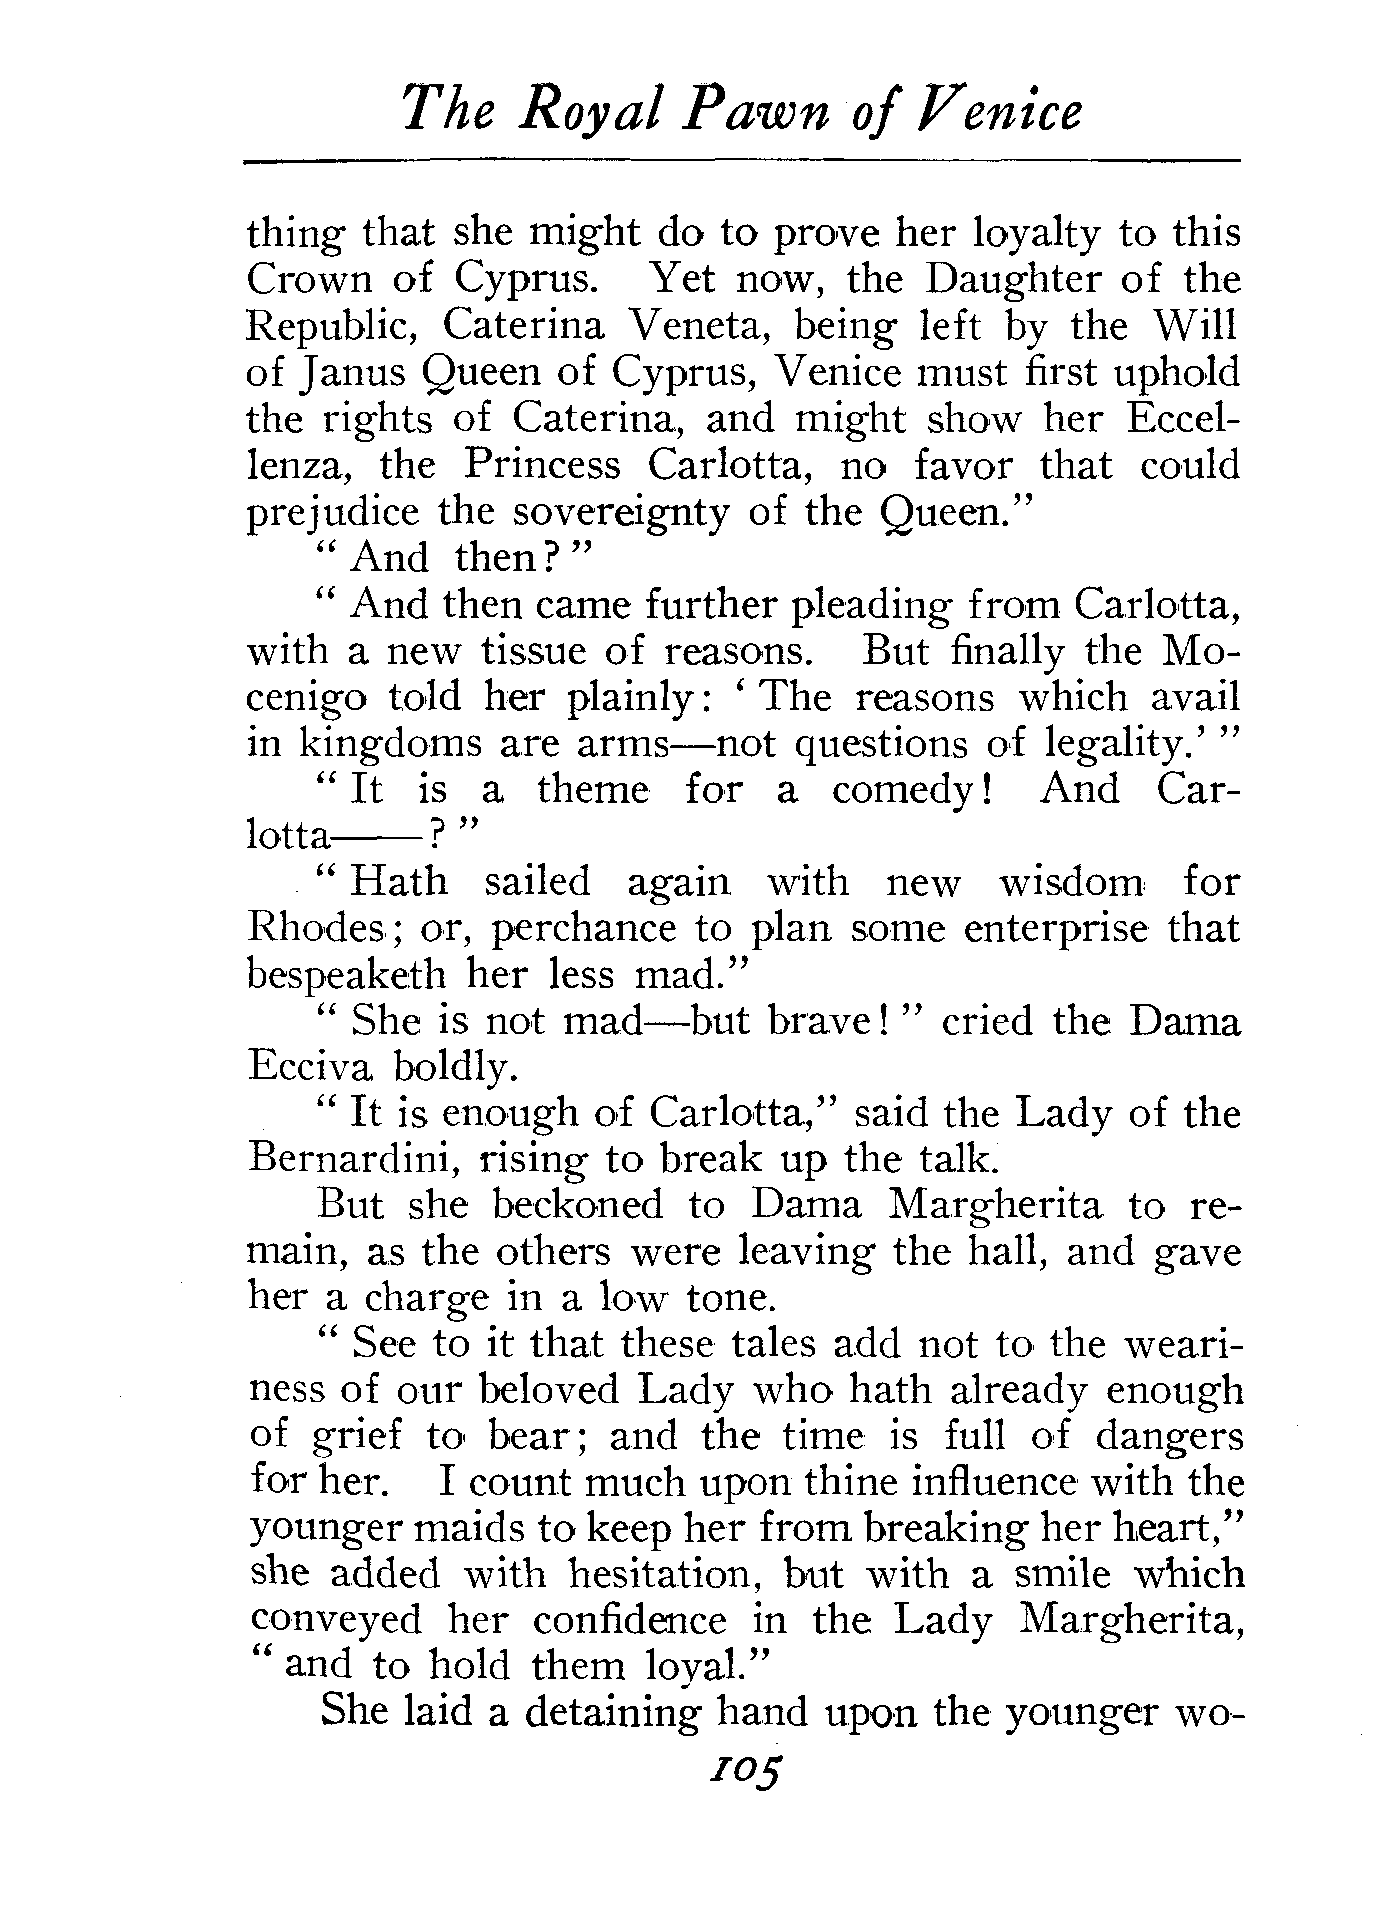 The Royal Pawn of Venice
thing that she might do to prove her loyalty to this
Crown of Cyprus. Yet now, the Daughter of the
Republic, Caterina Veneta, being left by the Will
of Janus Queen of Cyprus, Venice must first uphold
the rights of Caterina, and might show her Eccel-
lenza, the Princess Carlotta, no favor that could
prejudice the sovereignty of the Queen."
" And then? "
" And then came further pleading from Carlotta,
with a new tissue of reasons. But finally the Mo-
cenigo told her plainly: ' The reasons which avail
in kingdoms are arms—not questions of legality.' "
" It is a theme for a comedy! And Car-
lotta——? "
" Hath sailed again with new wisdom for
Rhodes; or, perchance to plan some enterprise that
bespeaketh her less mad."
" She is not mad—but brave! " cried the Dama
Ecciva boldly.
" It is enough of Carlotta," said the Lady of the
Bernardini, rising to break up the talk.
But she beckoned to Dama Margherita to re-
main, as the others were leaving the hall, and gave
her a charge in a low tone.
" See to it that these tales add not to the weari-
ness of our beloved Lady who hath already enough
of grief to bear; and the time is full of dangers
for her. I count much upon thine influence with the
younger maids to keep her from breaking her heart,"
she added with hesitation, but with a smile which
conveyed her confidence in the Lady Margherita,
" and to hold them loyal."
She laid a detaining hand upon the younger wo-
105